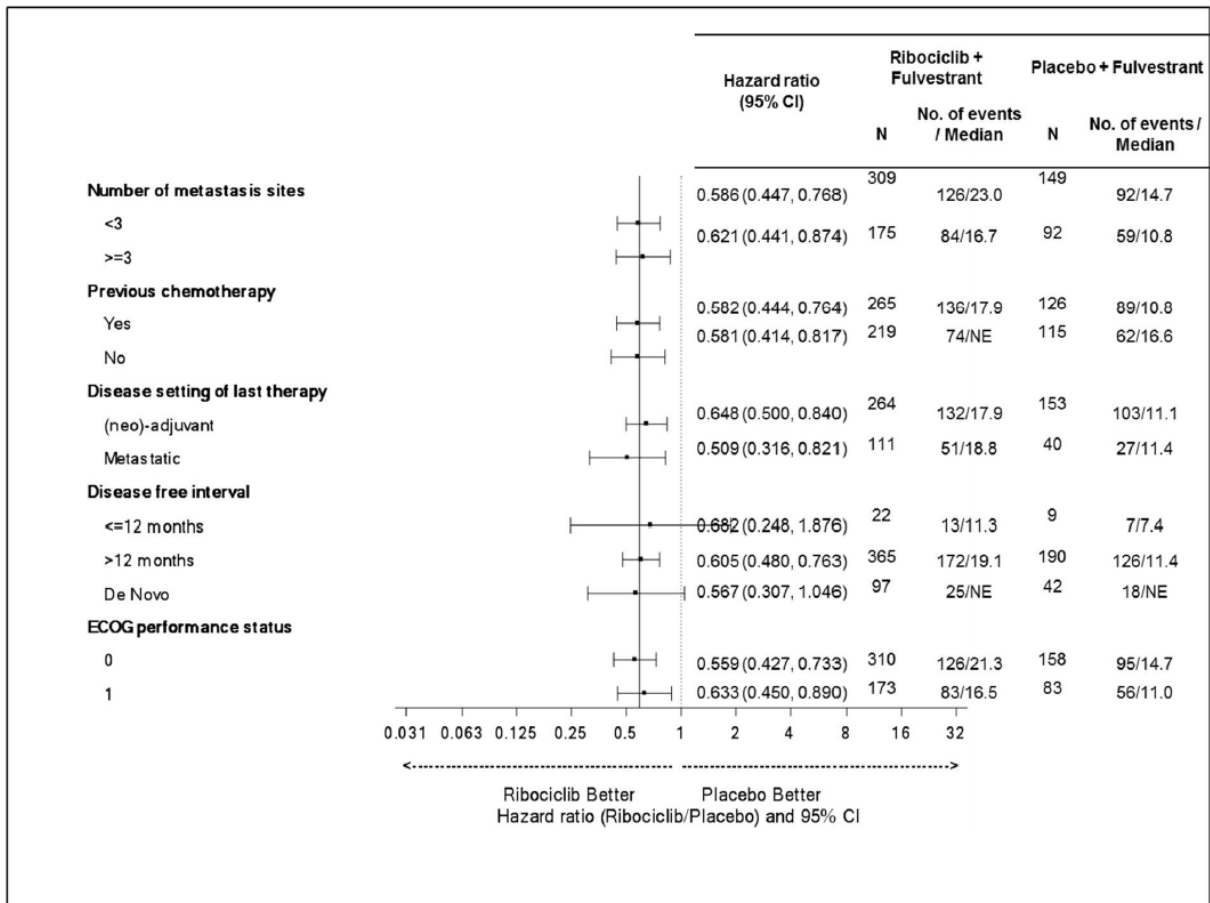 Hazard ratio (95% CI) Ribociclib + Fulvestrant Placebo + Fulvestrant
N No. of events / Median N No. of events / Median
Number of metastasis sites
<3 0.586 (0.447, 0.768) 309 126/23.0 149 92/14.7
>=3 0.621 (0.441, 0.874) 175 84/16.7 92 59/10.8
Previous chemotherapy
Yes 0.582 (0.444, 0.764) 265 136/17.9 126 89/10.8
No 0.581 (0.414, 0.817) 219 74/NE 115 62/16.6
Disease setting of last therapy
(neo)-adjuvant 0.648 (0.500, 0.840) 264 132/17.9 153 103/11.1
Metastatic 0.509 (0.316, 0.821) 111 51/18.8 40 27/11.4
Disease free interval
<=12 months 0.682 (0.248, 1.876) 22 13/11.3 9 7/7.4
>12 months 0.605 (0.480, 0.763) 365 172/19.1 190 126/11.4
De Novo 0.567 (0.307, 1.046) 97 25/NE 42 18/NE
ECOG performance status
0 0.559 (0.427, 0.733) 310 126/21.3 158 95/14.7
1 0.633 (0.450, 0.890) 173 83/16.5 83 56/11.0
0.031 0.063 0.125 0.25 0.5 1 2 4 8 16 32
Ribociclib Better Placebo Better
Hazard ratio (Ribociclib/Placebo) and 95% CI